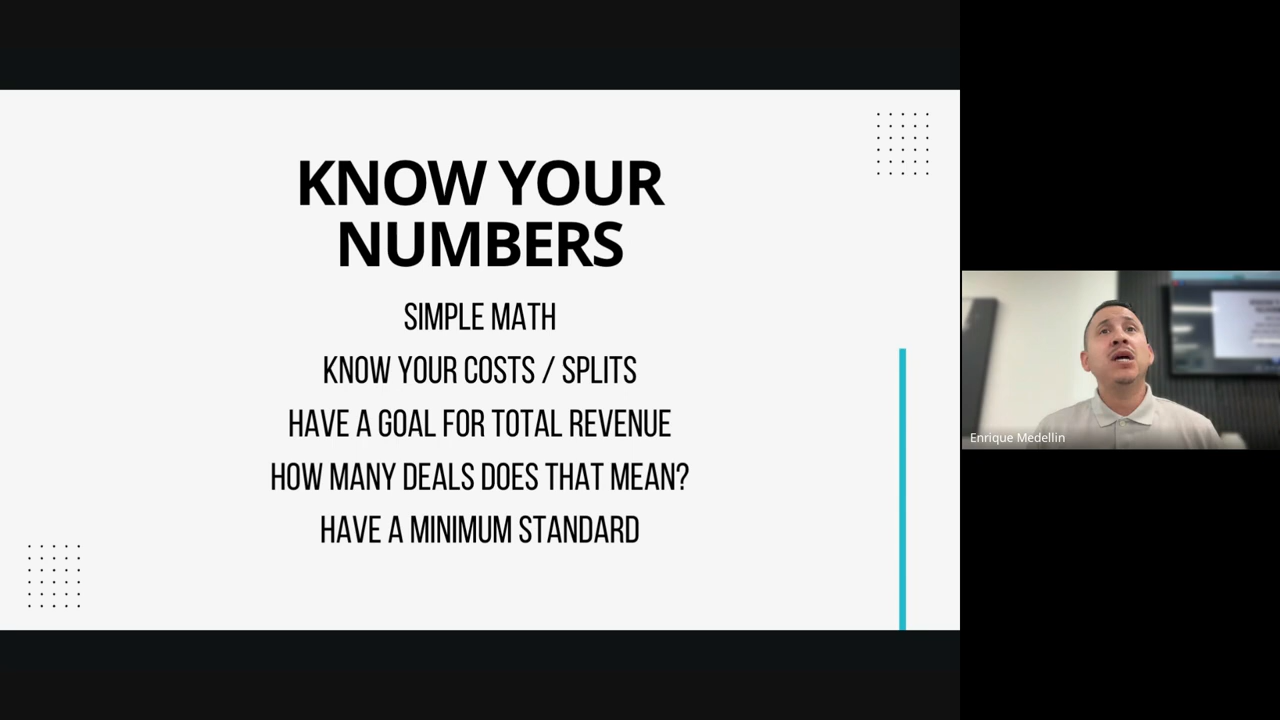 KNOW YOUR
NUMBERS
SIMPLE MATH
KNOW YOUR COSTS / SPLITS
HAVE A GOAL FOR TOTAL REVENUE
HOW MANY DEALS DOES THAT MEAN?
HAVE A MINIMUM STANDARD
Enrique Medellin